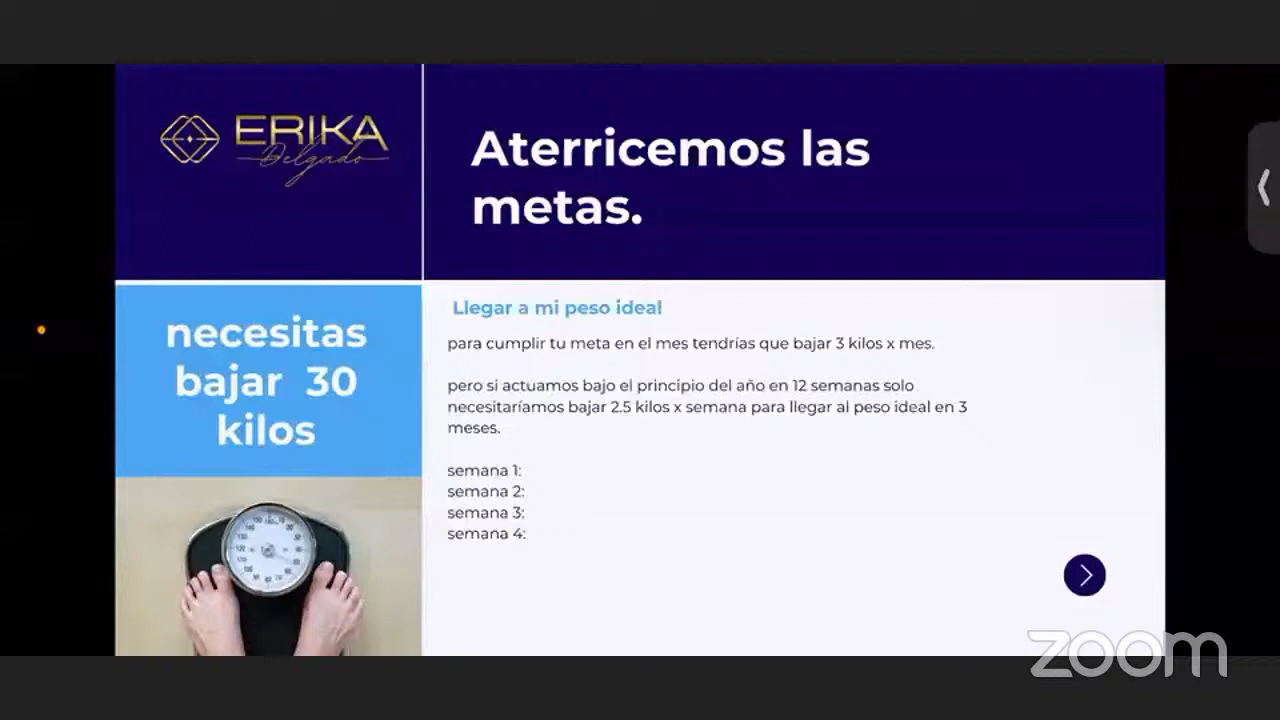 ERIKA
Delgado
Aterricemos las
metas.
necesitas
bajar 30
kilos
Llegar a mi peso ideal
para cumplir tu meta en el mes tendrías que bajar 3 kilos x mes.
pero si actuamos bajo el principio del año en 12 semanas solo
necesitaríamos bajar 2.5 kilos x semana para llegar al peso ideal en 3
meses.
semana 1:
semana 2:
semana 3:
semana 4:
zoom